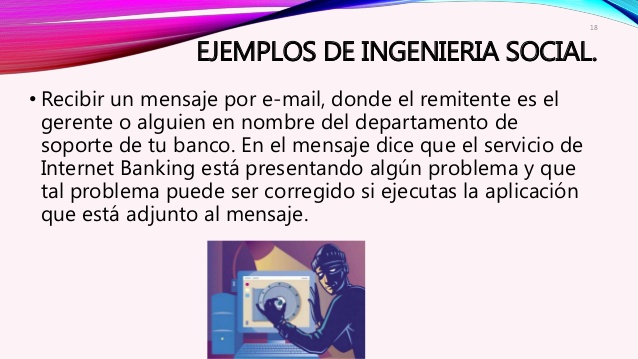 18
EJEMPLOS DE INGENIERIA SOCIAL.
• Recibir un mensaje por e-mail, donde el remitente es el
gerente o alguien en nombre del departamento de
soporte de tu banco. En el mensaje dice que el servicio de
Internet Banking está presentando algún problema y que
tal problema puede ser corregido si ejecutas la aplicación
que está adjunto al mensaje.